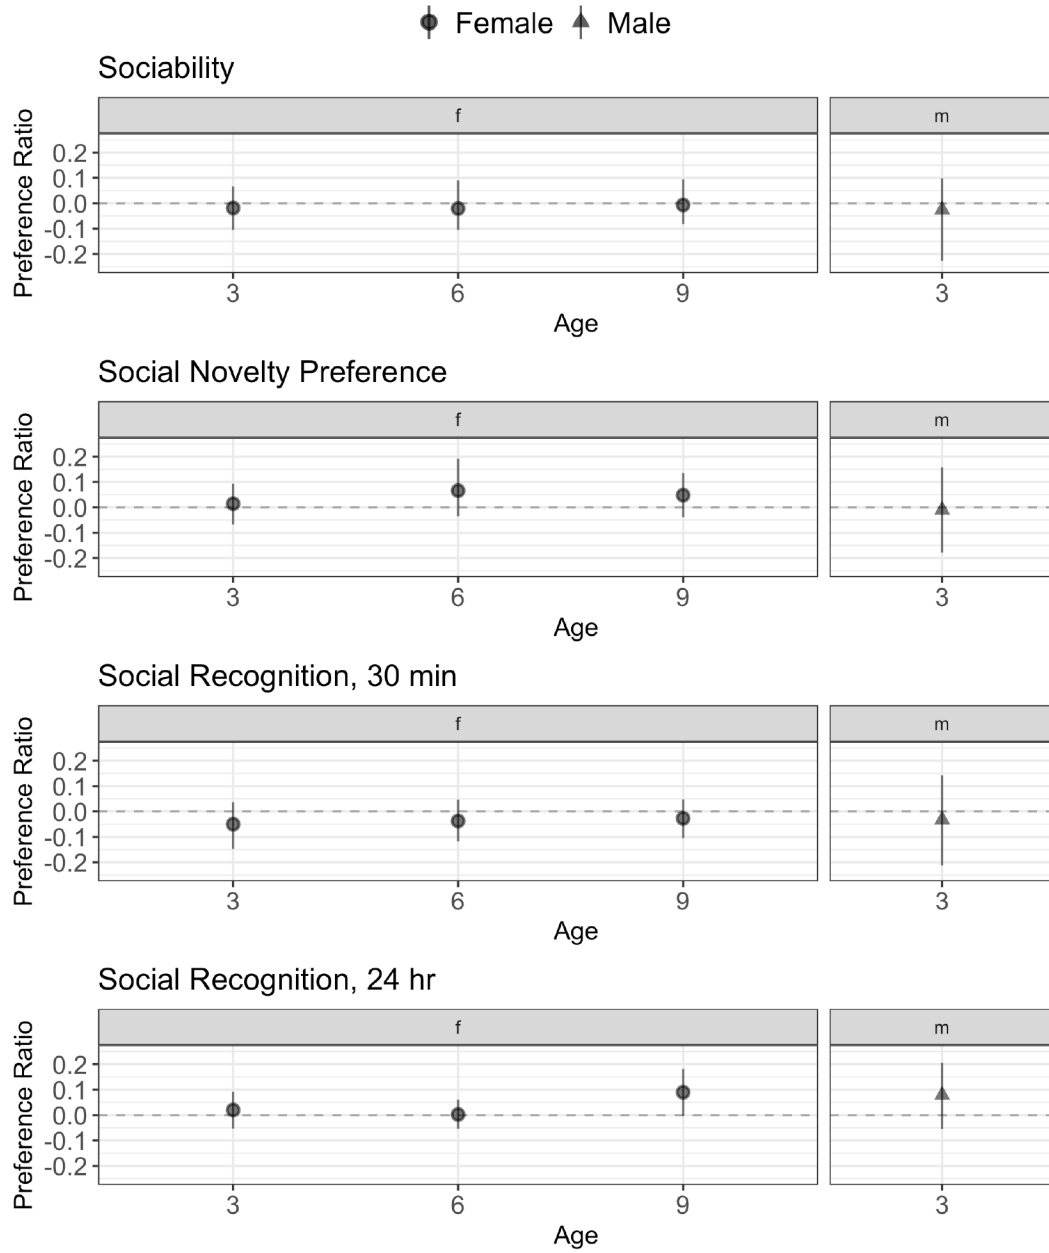 Female Male
Sociability
f m
Preference Ratio
0.2
0.1
0.0
-0.1
-0.2
3 6 9 3
Age
Social Novelty Preference
f m
Preference Ratio
0.2
0.1
0.0
-0.1
-0.2
3 6 9 3
Age
Social Recognition, 30 min
f m
Preference Ratio
0.2
0.1
0.0
-0.1
-0.2
3 6 9 3
Age
Social Recognition, 24 hr
f m
Preference Ratio
0.2
0.1
0.0
-0.1
-0.2
3 6 9 3
Age